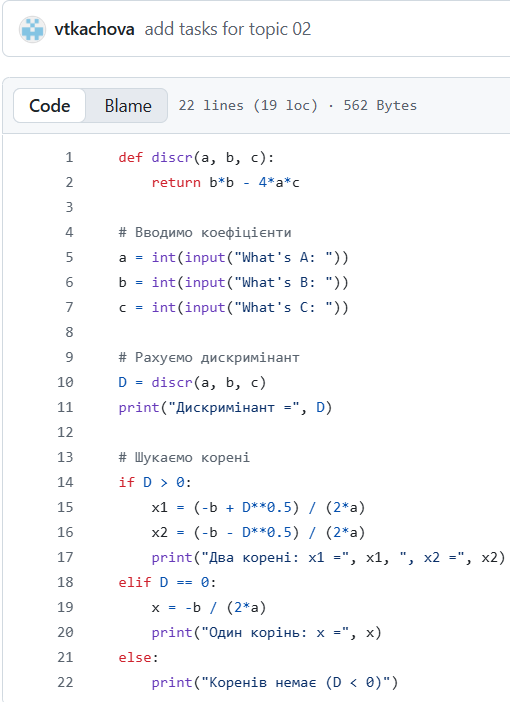 vtkachova add tasks for topic 02
Code Blame 22 lines (19 loc) · 562 Bytes
1 def discr(a, b, c):
2     return b*b - 4*a*c
3
4 # Вводимо коефіцієнти
5 a = int(input("What's A: "))
6 b = int(input("What's B: "))
7 c = int(input("What's C: "))
8
9 # Рахуємо дискримінант
10 D = discr(a, b, c)
11 print("Дискримінант =", D)
12
13 # Шукаємо корені
14 if D > 0:
15     x1 = (-b + D**0.5) / (2*a)
16     x2 = (-b - D**0.5) / (2*a)
17     print("Два корені: x1 =", x1, ", x2 =", x2)
18 elif D == 0:
19     x = -b / (2*a)
20     print("Один корінь: x =", x)
21 else:
22     print("Коренів немає (D < 0)")